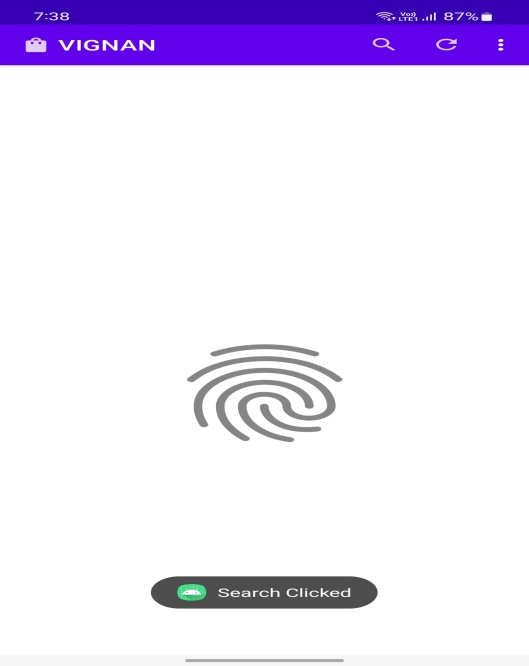 7:38
Vo)) LTE1 87%
VIGNAN
Search Clicked